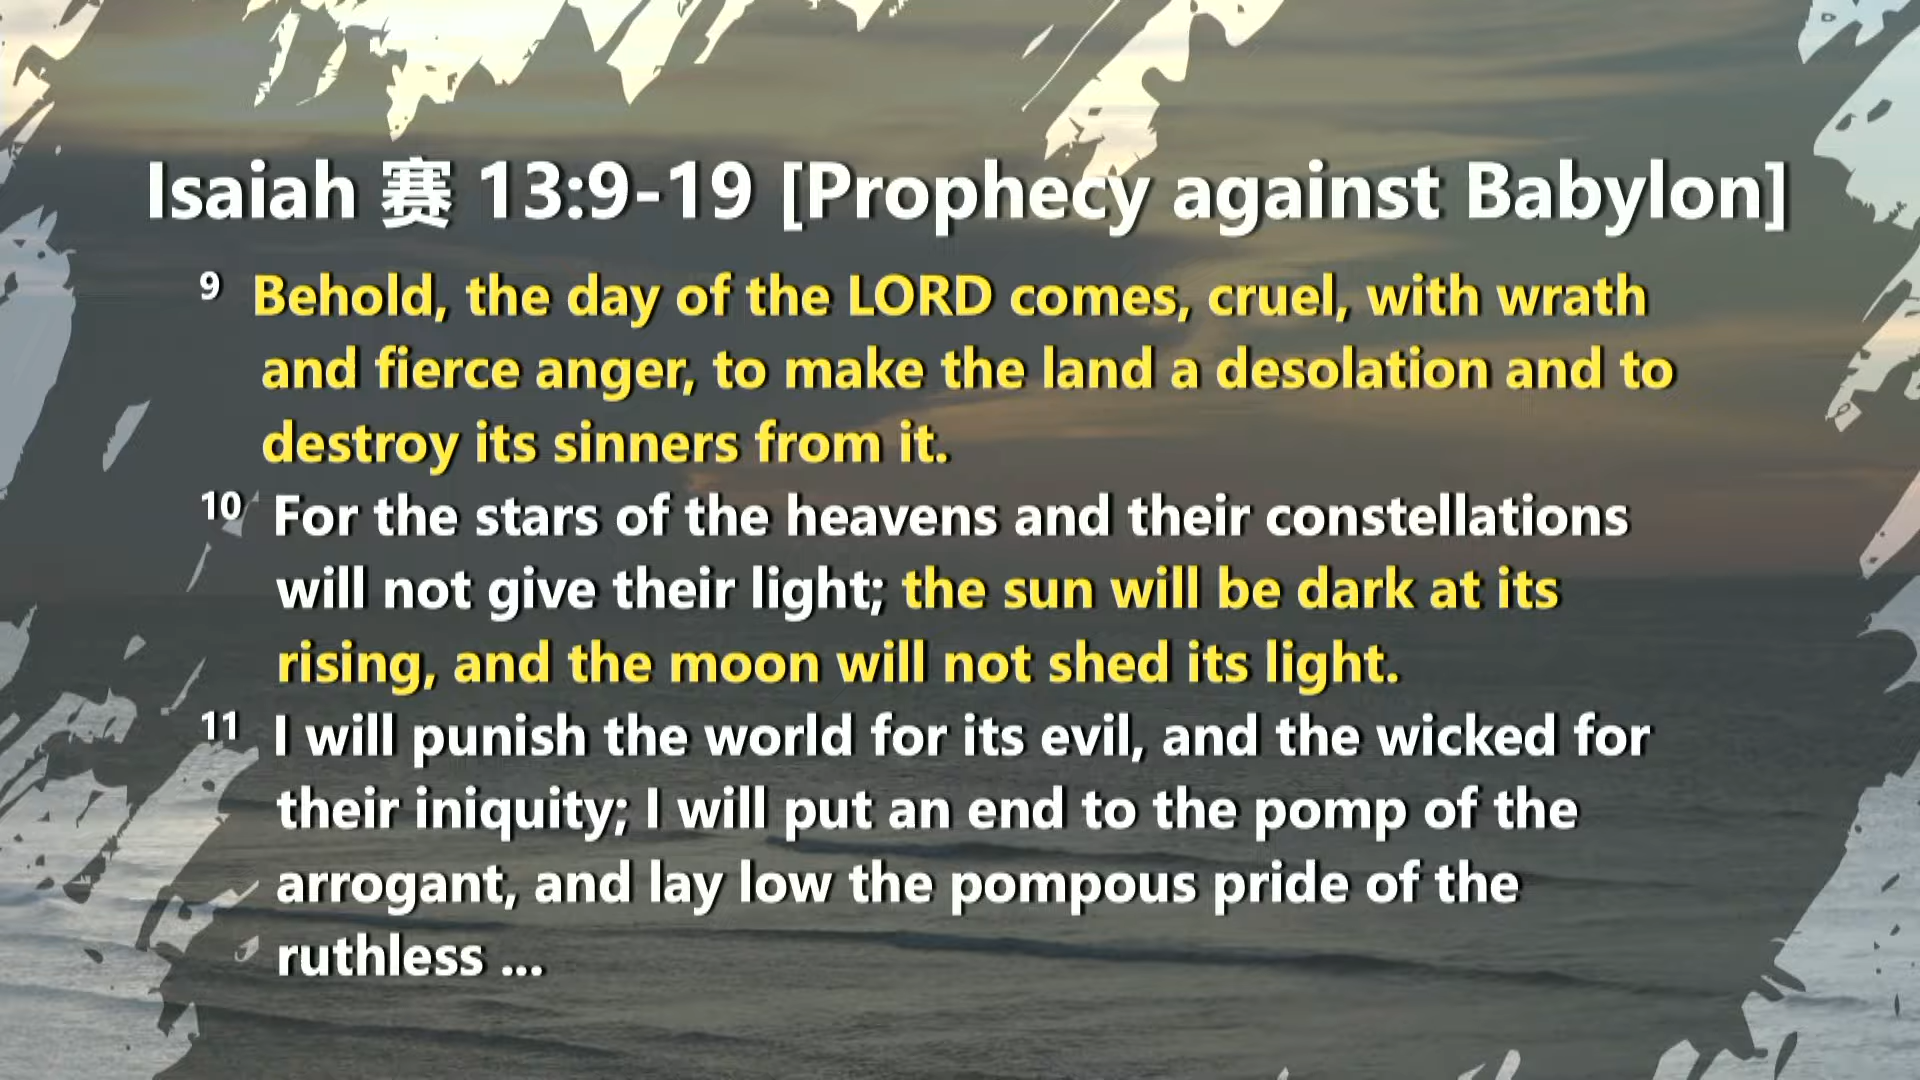 Isaiah 赛 13:9-19 [Prophecy against Babylon]
9 Behold, the day of the LORD comes, cruel, with wrath
and fierce anger, to make the land a desolation and to
destroy its sinners from it.
10 For the stars of the heavens and their constellations
will not give their light; the sun will be dark at its
rising, and the moon will not shed its light.
11 I will punish the world for its evil, and the wicked for
their iniquity; I will put an end to the pomp of the
arrogant, and lay low the pompous pride of the
ruthless ...